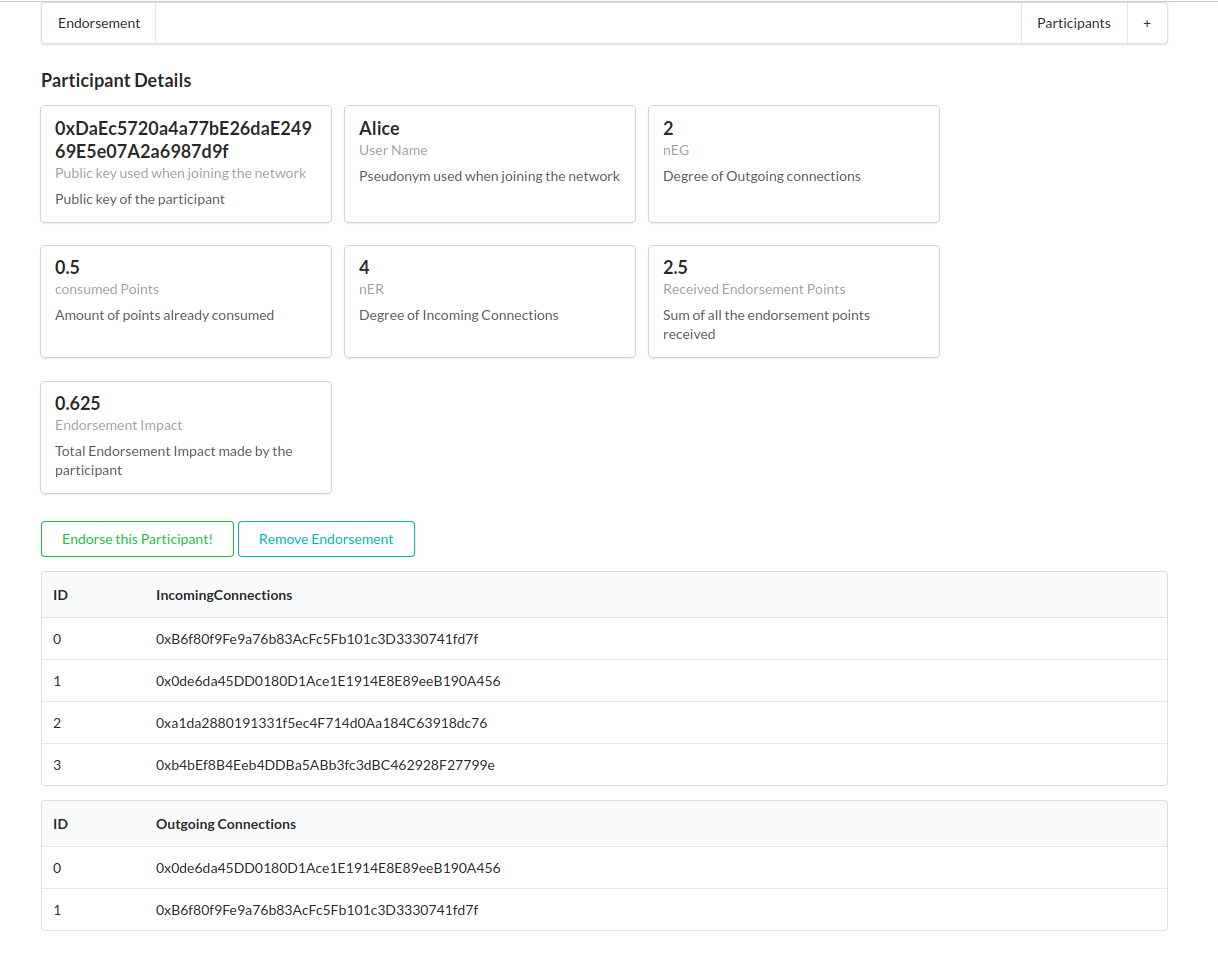 Endorsement
Participants
+
Participant Details
0xDaEc5720a4a77bE26daE249
69E5e07A2a6987d9f
Public key used when joining the network
Public key of the participant
Alice
User Name
Pseudonym used when joining the network
2
nEG
Degree of Outgoing connections
0.5
consumed Points
Amount of points already consumed
4
nER
Degree of Incoming Connections
2.5
Received Endorsement Points
Sum of all the endorsement points
received
0.625
Endorsement Impact
Total Endorsement Impact made by the
participant
Endorse this Participant!
Remove Endorsement
ID IncomingConnections
0 0xB6f80f9Fe9a76b83AcFc5Fb101c3D3330741fd7f
1 0x0de6da45DD0180D1Ace1E1914E8E89eeB190A456
2 0xa1da2880191331f5ec4F714d0Aa184C63918dc76
3 0xb4bEf8B4Eeb4DDBa5ABb3fc3dBC462928F27799e
ID Outgoing Connections
0 0x0de6da45DD0180D1Ace1E1914E8E89eeB190A456
1 0xB6f80f9Fe9a76b83AcFc5Fb101c3D3330741fd7f